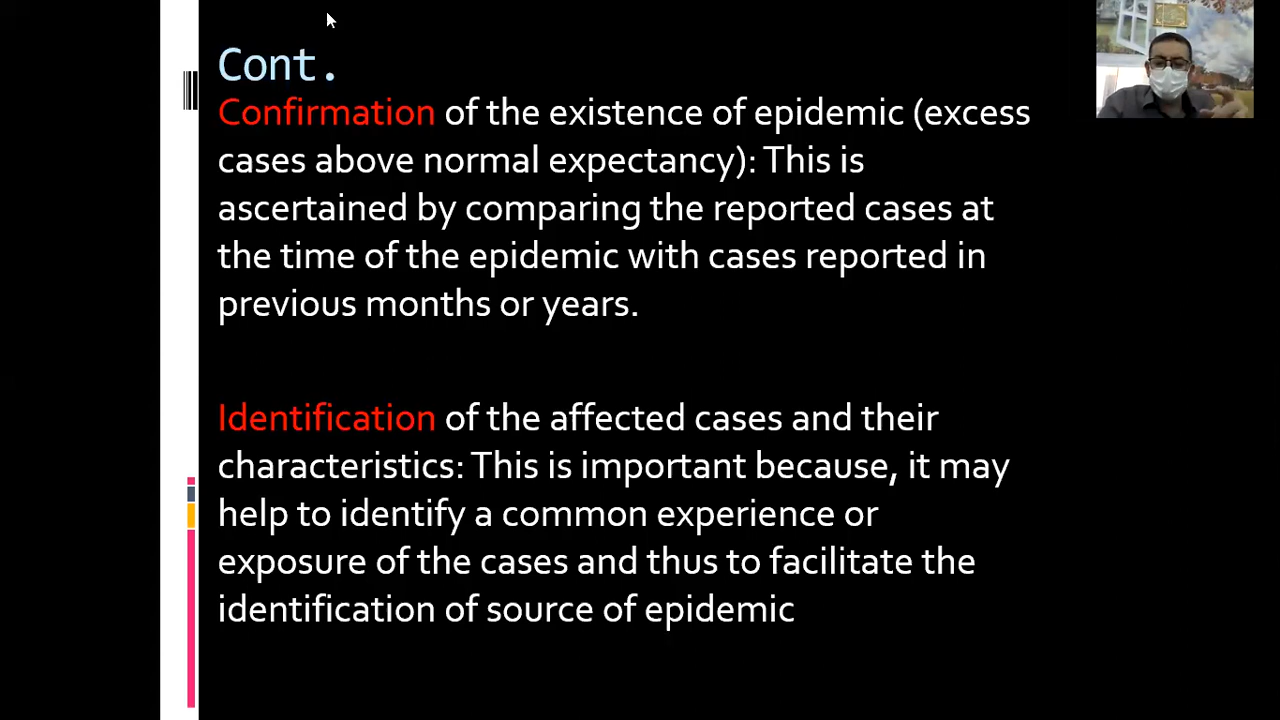 Cont.
Confirmation of the existence of epidemic (excess
cases above normal expectancy): This is
ascertained by comparing the reported cases at
the time of the epidemic with cases reported in
previous months or years.
Identification of the affected cases and their
characteristics: This is important because, it may
help to identify a common experience or
exposure of the cases and thus to facilitate the
identification of source of epidemic